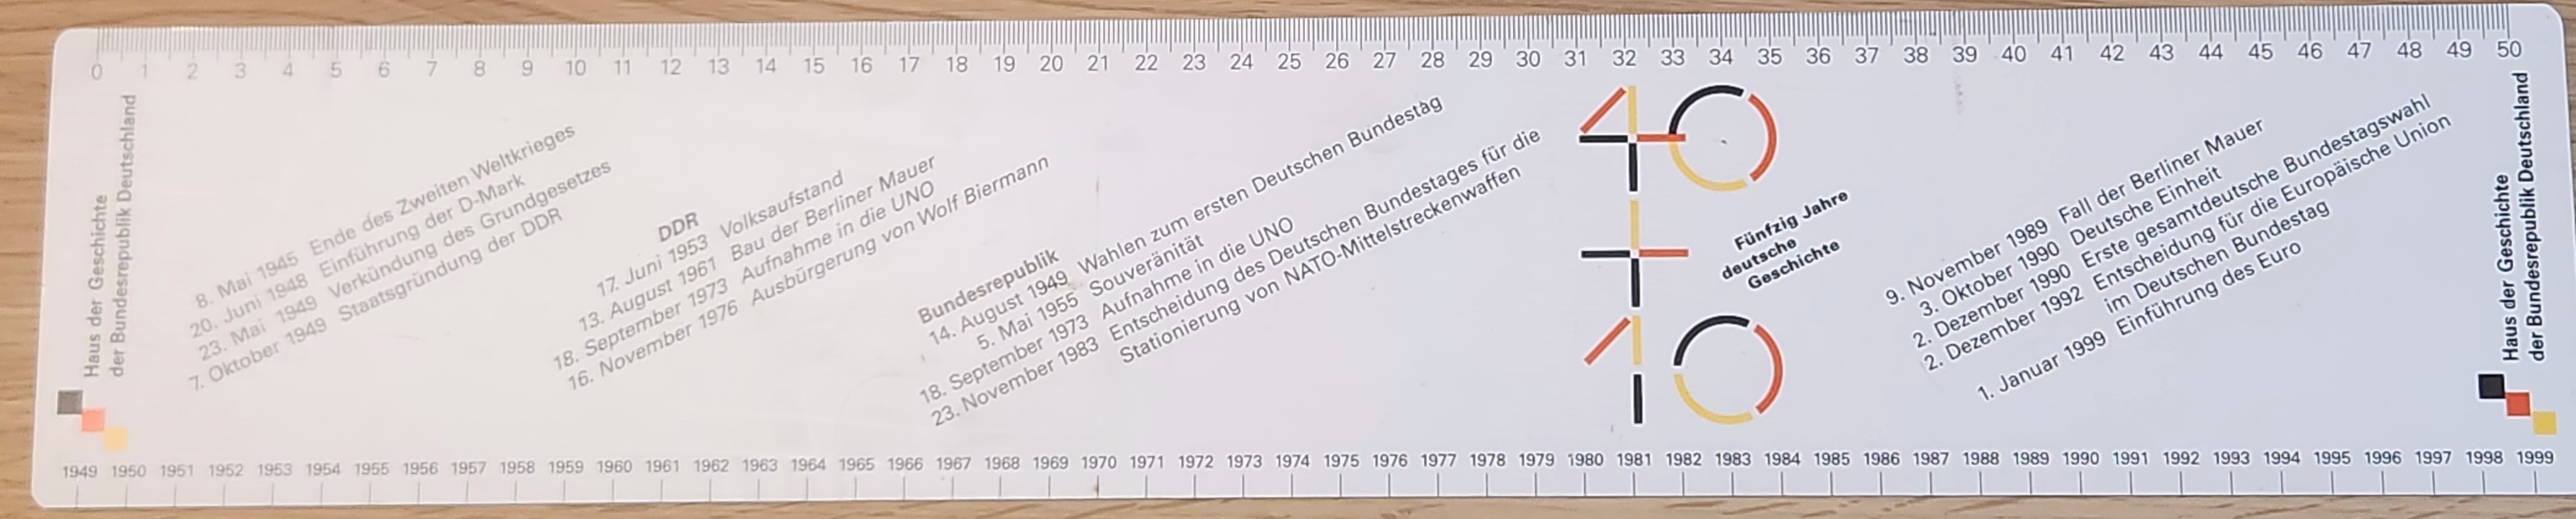 0 1 2 3 4 5 6 7 8 9 10 11 12 13 14 15 16 17 18 19 20 21 22 23 24 25 26 27 28 29 30 31 32 33 34 35 36 37 38 39 40 41 42 43 44 45 46 47 48 49 50
Haus der Geschichte
der Bundesrepublik Deutschland
8. Mai 1945 Ende des Zweiten Weltkrieges
20. Juni 1948 Einführung der D-Mark
23. Mai 1949 Verkündung des Grundgesetzes
7. Oktober 1949 Staatsgründung der DDR
DDR
17. Juni 1953 Volksaufstand
13. August 1961 Bau der Berliner Mauer
18. September 1973 Aufnahme in die UNO
16. November 1976 Ausbürgerung von Wolf Biermann
Bundesrepublik
14. August 1949 Wahlen zum ersten Deutschen Bundestag
5. Mai 1955 Souveränität
18. September 1973 Aufnahme in die UNO
23. November 1983 Entscheidung des Deutschen Bundestages für die
Stationierung von NATO-Mittelstreckenwaffen
40
+
10
Fünfzig Jahre
deutsche
Geschichte
9. November 1989 Fall der Berliner Mauer
3. Oktober 1990 Deutsche Einheit
2. Dezember 1990 Erste gesamtdeutsche Bundestagswahl
2. Dezember 1992 Entscheidung für die Europäische Union
im Deutschen Bundestag
1. Januar 1999 Einführung des Euro
Haus der Geschichte
der Bundesrepublik Deutschland
1949 1950 1951 1952 1953 1954 1955 1956 1957 1958 1959 1960 1961 1962 1963 1964 1965 1966 1967 1968 1969 1970 1971 1972 1973 1974 1975 1976 1977 1978 1979 1980 1981 1982 1983 1984 1985 1986 1987 1988 1989 1990 1991 1992 1993 1994 1995 1996 1997 1998 1999